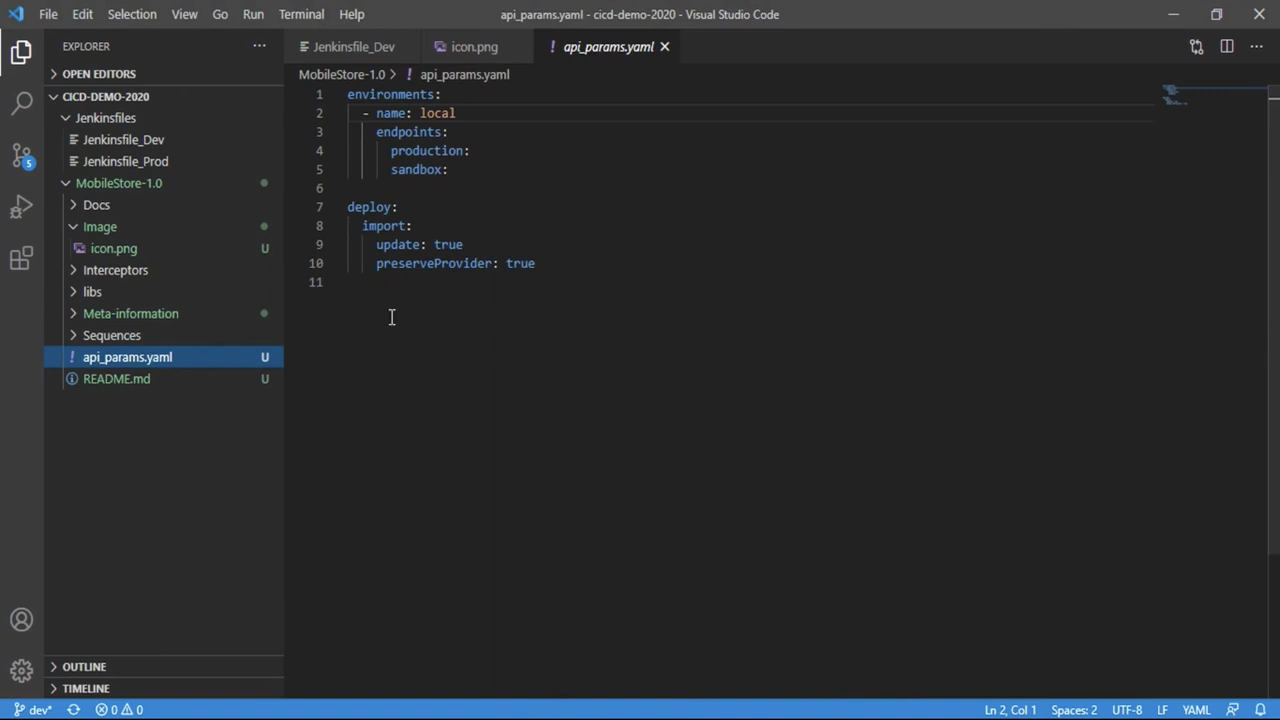 File Edit Selection View Go Run Terminal Help
api_params.yaml - cicd-demo-2020 - Visual Studio Code
EXPLORER
OPEN EDITORS
CICD-DEMO-2020
Jenkinsfiles
Jenkinsfile_Dev
Jenkinsfile_Prod
MobileStore-1.0
Docs
Image
icon.png U
Interceptors
libs
Meta-information
Sequences
! api_params.yaml U
README.md U
OUTLINE
TIMELINE
Jenkinsfile_Dev icon.png ! api_params.yaml
MobileStore-1.0 > ! api_params.yaml
1 environments:
2 - name: local
3 endpoints:
4 production:
5 sandbox:
6
7 deploy:
8 import:
9 update: true
10 preserveProvider: true
11
5
dev* 0 0 Ln 2, Col 1 Spaces: 2 UTF-8 LF YAML